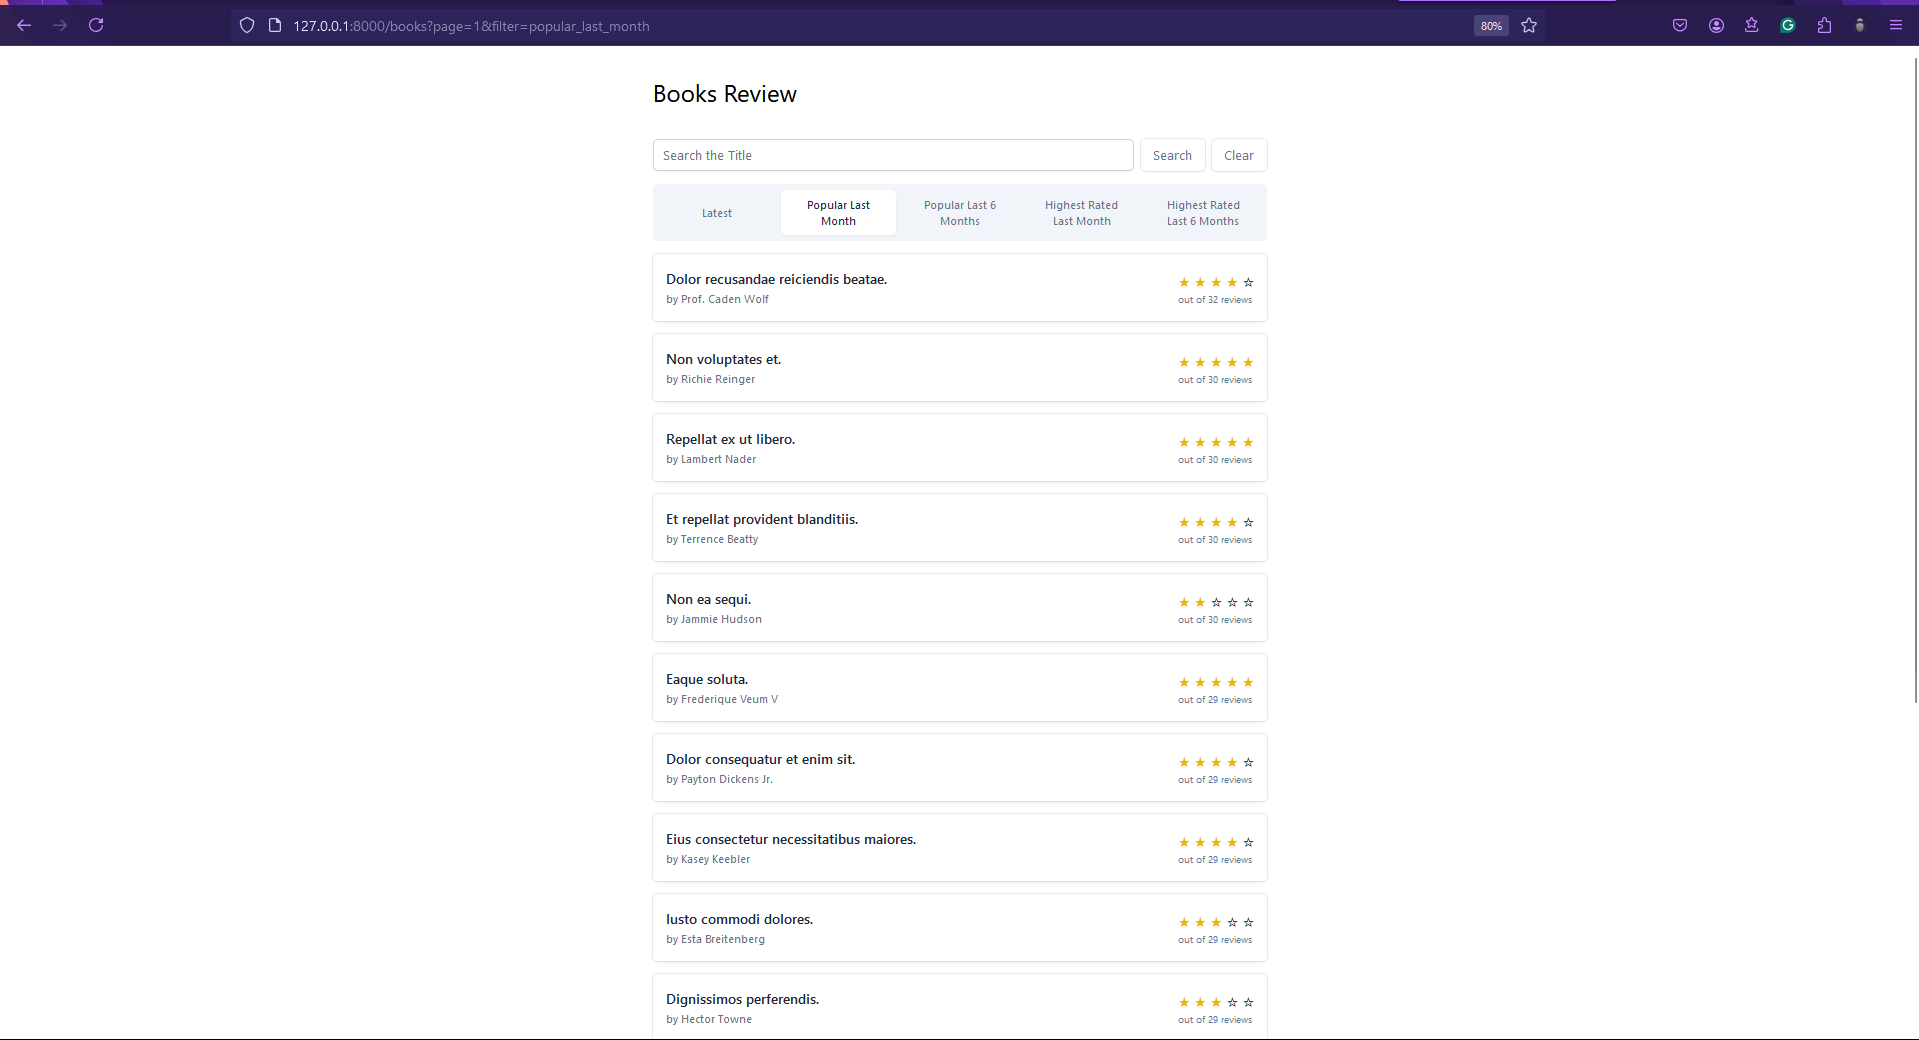 127.0.0.1:8000/books?page=1&filter=popular_last_month
80%
Books Review
Search the Title
Search
Clear
Latest
Popular Last
Month
Popular Last 6
Months
Highest Rated
Last Month
Highest Rated
Last 6 Months
Dolor recusandae reiciendis beatae.
by Prof. Caden Wolf
★ ★ ★ ★ ☆
out of 32 reviews
Non voluptates et.
by Richie Reinger
★ ★ ★ ★ ★
out of 30 reviews
Repellat ex ut libero.
by Lambert Nader
★ ★ ★ ★ ★
out of 30 reviews
Et repellat provident blanditiis.
by Terrence Beatty
★ ★ ★ ★ ☆
out of 30 reviews
Non ea sequi.
by Jammie Hudson
★ ★ ☆ ☆ ☆
out of 30 reviews
Eaque soluta.
by Frederique Veum V
★ ★ ★ ★ ★
out of 29 reviews
Dolor consequatur et enim sit.
by Payton Dickens Jr.
★ ★ ★ ★ ☆
out of 29 reviews
Eius consectetur necessitatibus maiores.
by Kasey Keebler
★ ★ ★ ★ ☆
out of 29 reviews
Iusto commodi dolores.
by Esta Breitenberg
★ ★ ★ ☆ ☆
out of 29 reviews
Dignissimos perferendis.
by Hector Towne
★ ★ ★ ☆ ☆
out of 29 reviews